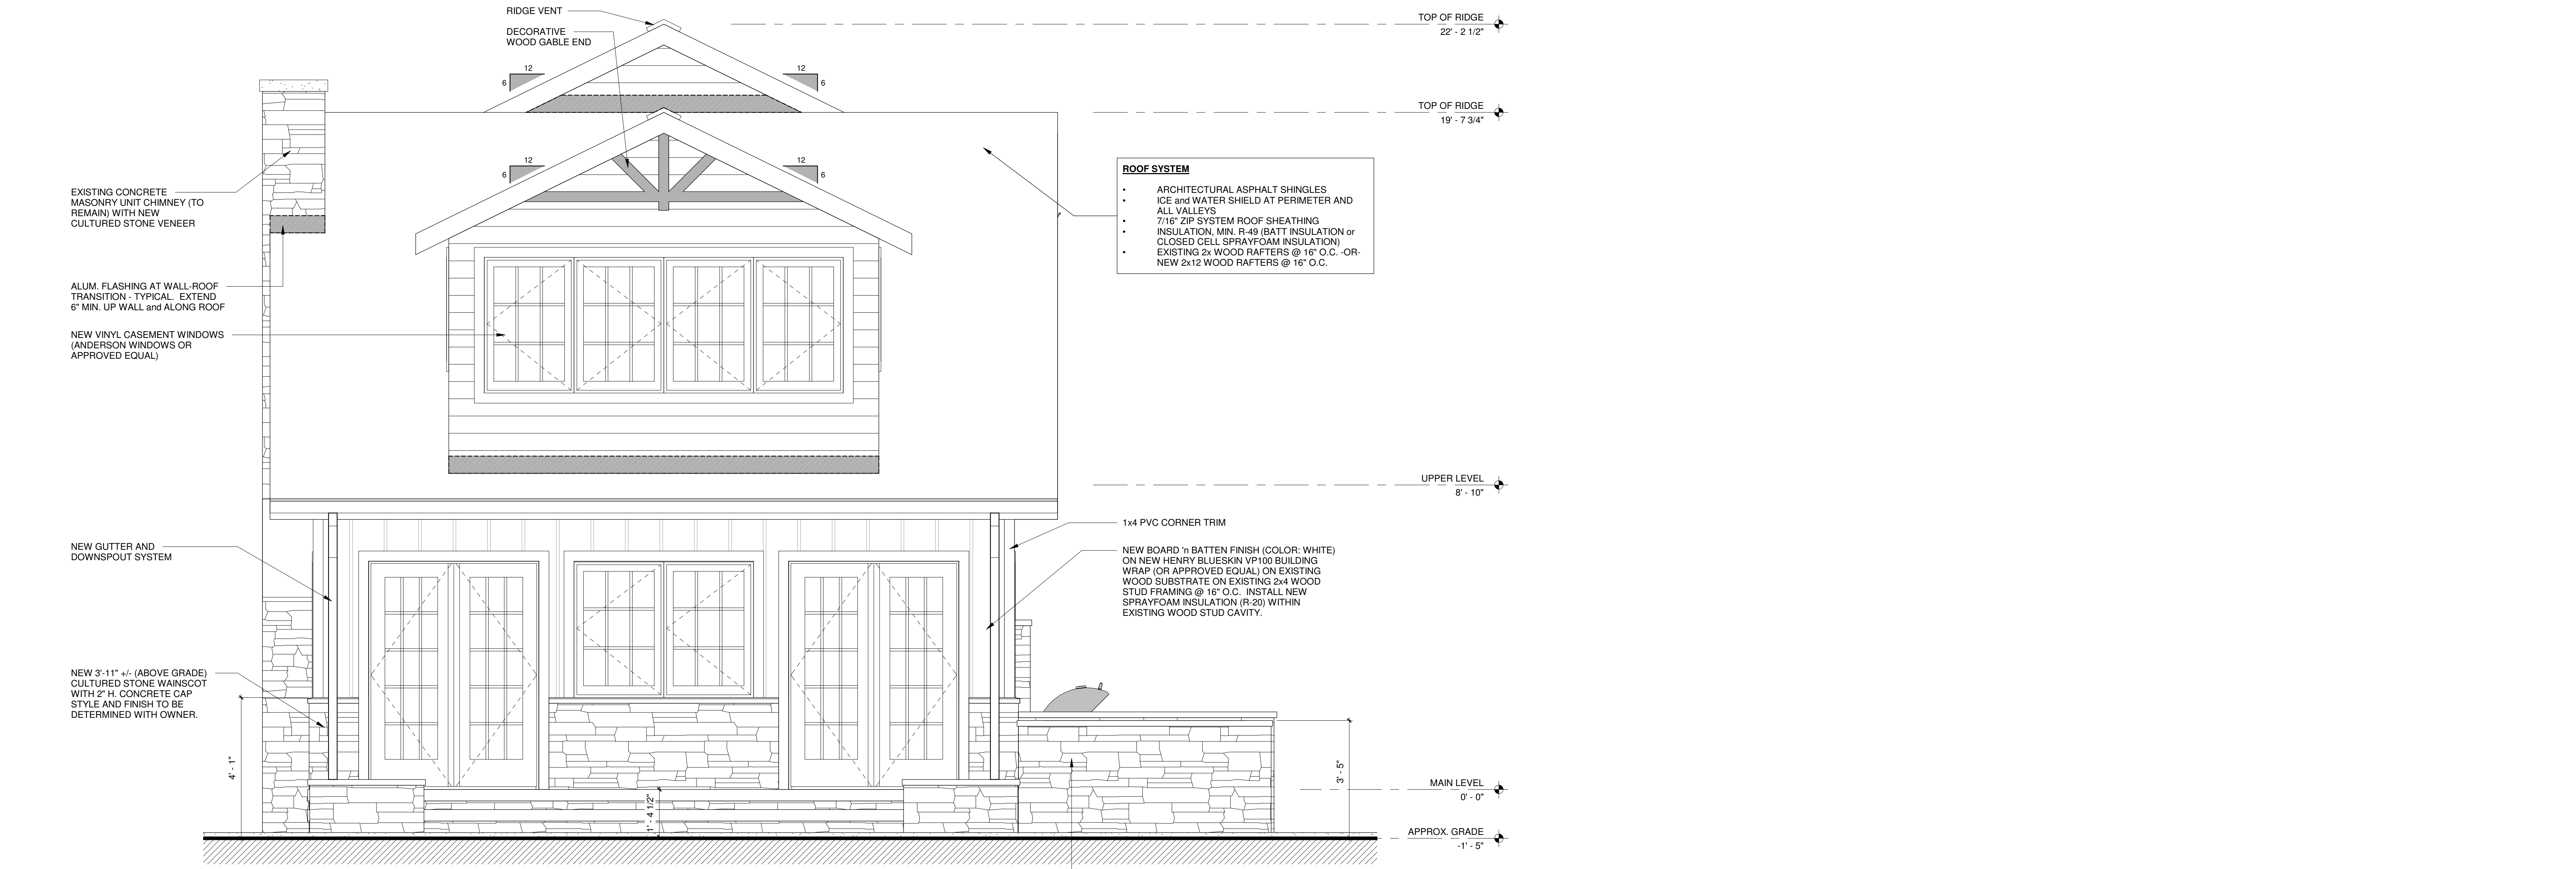 RIDGE VENT
DECORATIVE
WOOD GABLE END
TOP OF RIDGE
22' - 2 1/2"
12
6
12
6
TOP OF RIDGE
19' - 7 3/4"
12
6
12
6
EXISTING CONCRETE
MASONRY UNIT CHIMNEY (TO
REMAIN) WITH NEW
CULTURED STONE VENEER
ROOF SYSTEM
• ARCHITECTURAL ASPHALT SHINGLES
• ICE and WATER SHIELD AT PERIMETER AND
ALL VALLEYS
• 7/16" ZIP SYSTEM ROOF SHEATHING
• INSULATION, MIN. R-49 (BATT INSULATION or
CLOSED CELL SPRAYFOAM INSULATION)
• EXISTING 2x WOOD RAFTERS @ 16" O.C. -OR-
NEW 2x12 WOOD RAFTERS @ 16" O.C.
ALUM. FLASHING AT WALL-ROOF
TRANSITION - TYPICAL. EXTEND
6" MIN. UP WALL and ALONG ROOF
NEW VINYL CASEMENT WINDOWS
(ANDERSON WINDOWS OR
APPROVED EQUAL)
UPPER LEVEL
8' - 10"
1x4 PVC CORNER TRIM
NEW GUTTER AND
DOWNSPOUT SYSTEM
NEW BOARD 'n BATTEN FINISH (COLOR: WHITE)
ON NEW HENRY BLUESKIN VP100 BUILDING
WRAP (OR APPROVED EQUAL) ON EXISTING
WOOD SUBSTRATE ON EXISTING 2x4 WOOD
STUD FRAMING @ 16" O.C. INSTALL NEW
SPRAYFOAM INSULATION (R-20) WITHIN
EXISTING WOOD STUD CAVITY.
NEW 3'-11" +/- (ABOVE GRADE)
CULTURED STONE WAINSCOT
WITH 2" H. CONCRETE CAP
STYLE AND FINISH TO BE
DETERMINED WITH OWNER.
4' - 1"
1' - 4 1/2"
3' - 5"
MAIN LEVEL
0' - 0"
APPROX. GRADE
-1' - 5"